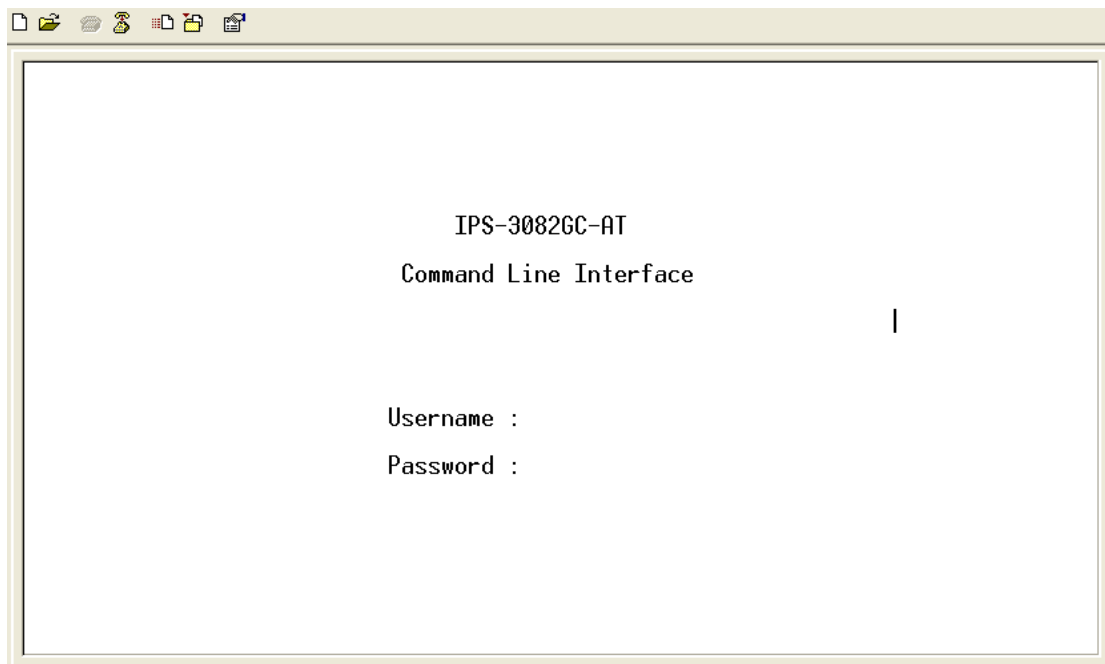 IPS-3082GC-AT
Command Line Interface
Username :
Password :